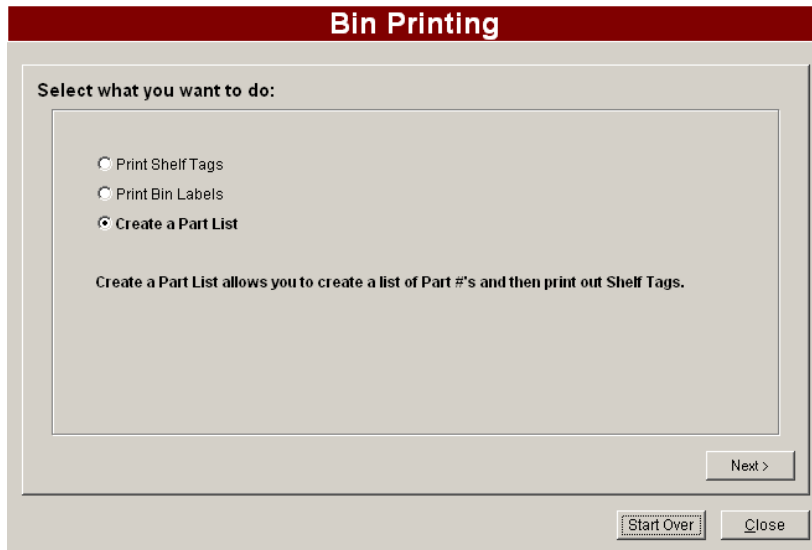 Bin Printing
Select what you want to do:
Print Shelf Tags
Print Bin Labels
Create a Part List
Create a Part List allows you to create a list of Part #'s and then print out Shelf Tags.
Next >
Start Over
Close